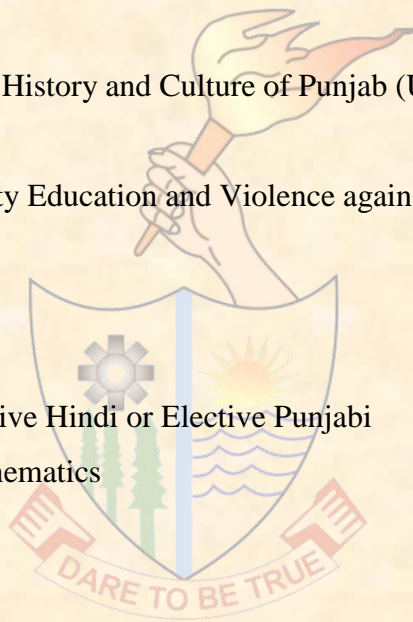 History and Culture of Punjab (U
ty Education and Violence again
ive Hindi or Elective Punjabi
hematics
DARE TO BE TRUE